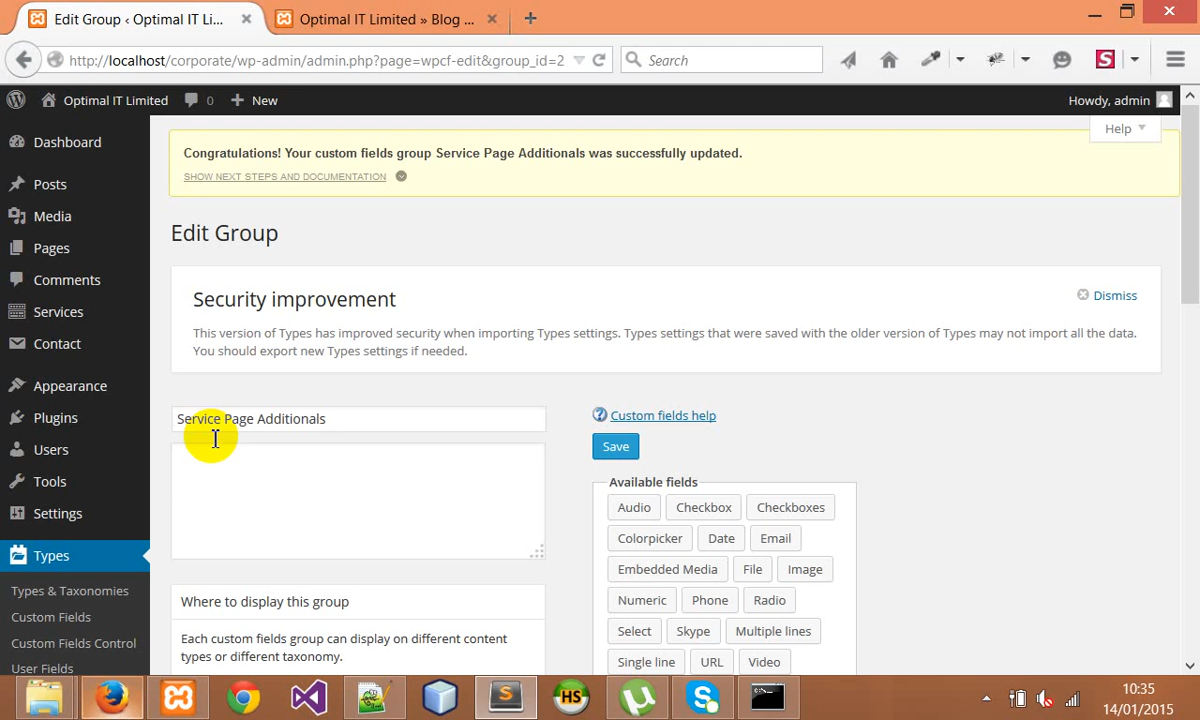 Edit Group ‹ Optimal IT Li...
Optimal IT Limited » Blog ...
http://localhost/corporate/wp-admin/admin.php?page=wpcf-edit&group_id=2
Search
S
Optimal IT Limited
0
New
Howdy, admin
Help
Dashboard
Posts
Media
Pages
Comments
Services
Contact
Appearance
Plugins
Users
Tools
Settings
Types
Types & Taxonomies
Custom Fields
Custom Fields Control
User Fields
Congratulations! Your custom fields group Service Page Additionals was successfully updated.
SHOW NEXT STEPS AND DOCUMENTATION
Edit Group
Security improvement
Dismiss
This version of Types has improved security when importing Types settings. Types settings that were saved with the older version of Types may not import all the data.
You should export new Types settings if needed.
Service Page Additionals
Where to display this group
Each custom fields group can display on different content
types or different taxonomy.
Custom fields help
Save
Available fields
Audio
Checkbox
Checkboxes
Colorpicker
Date
Email
Embedded Media
File
Image
Numeric
Phone
Radio
Select
Skype
Multiple lines
Single line
URL
Video
HS
10:35
14/01/2015